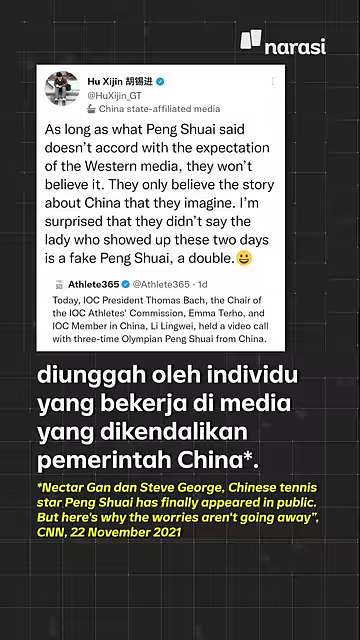 narasi
Hu Xijin 胡锡进
@HuXijin_GT
China state-affiliated media
As long as what Peng Shuai said
doesn't accord with the expectation
of the Western media, they won't
believe it. They only believe the story
about China that they imagine. I'm
surprised that they didn't say the
lady who showed up these two days
is a fake Peng Shuai, a double.😀
Athlete365 @Athlete365 · 1d
Today, IOC President Thomas Bach, the Chair of
the IOC Athletes' Commission, Emma Terho, and
IOC Member in China, Li Lingwei, held a video call
with three-time Olympian Peng Shuai from China.
diunggah oleh individu
yang bekerja di media
yang dikendalikan
pemerintah China*.
*Nectar Gan dan Steve George, Chinese tennis
star Peng Shuai has finally appeared in public.
But here's why the worries aren't going away",
CNN, 22 November 2021